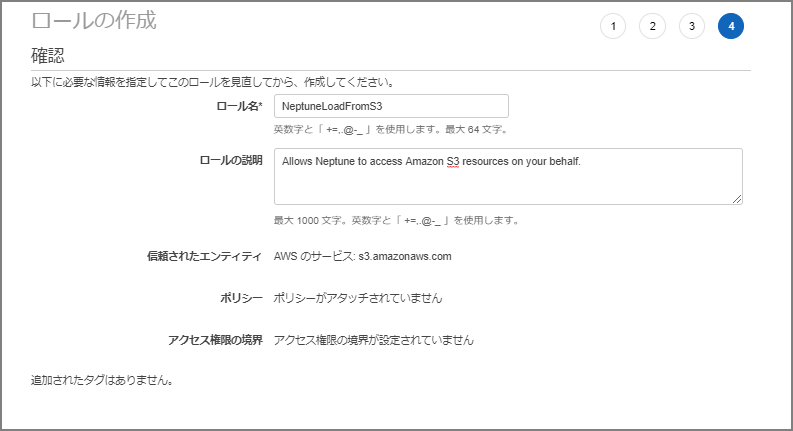 ロールの作成
1 2 3 4
確認
以下に必要な情報を指定してこのロールを見直してから、作成してください。
ロール名* NeptuneLoadFromS3
英数字と「 +=,.@-_ 」を使用します。最大 64 文字。
ロールの説明 Allows Neptune to access Amazon S3 resources on your behalf.
最大 1000 文字。英数字と「 +=,.@-_ 」を使用します。
信頼されたエンティティ AWS のサービス: s3.amazonaws.com
ポリシー ポリシーがアタッチされていません
アクセス権限の境界 アクセス権限の境界が設定されていません
追加されたタグはありません。